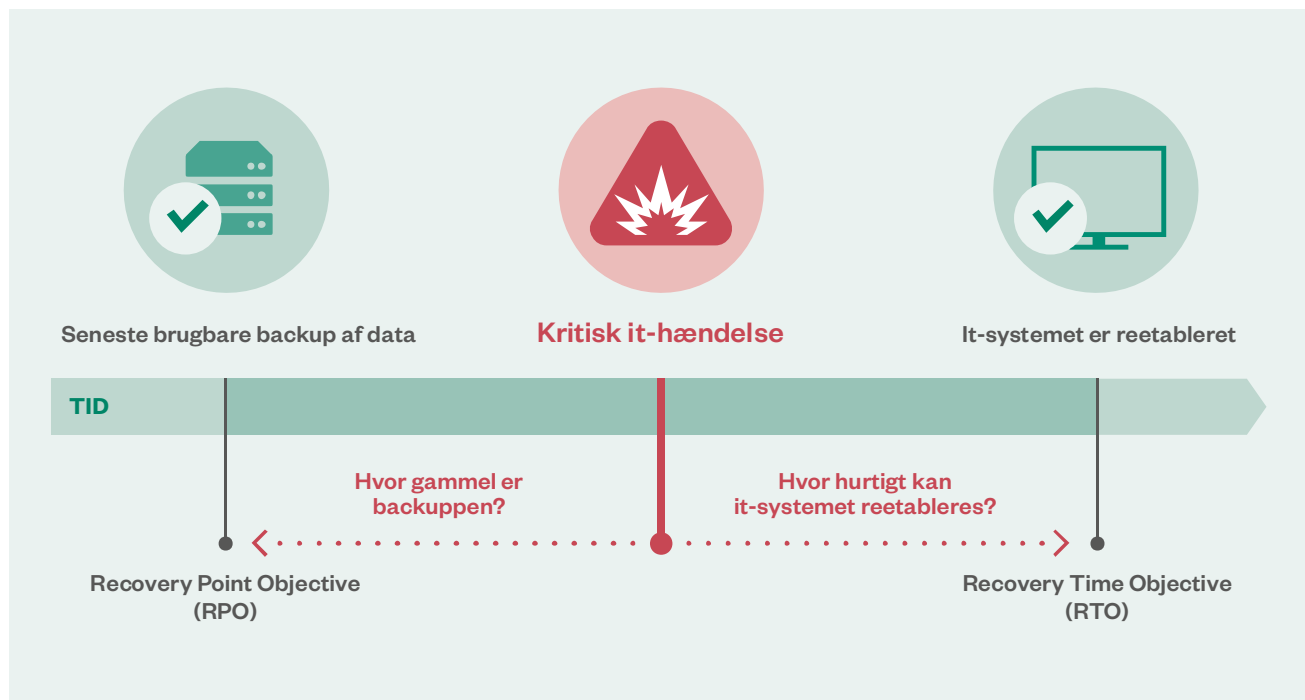 Seneste brugbare backup af data
Kritisk it-hændelse
It-systemet er reetableret
TID
Hvor gammel er
backuppen?
Hvor hurtigt kan
it-systemet reetableres?
Recovery Point Objective
(RPO)
Recovery Time Objective
(RTO)